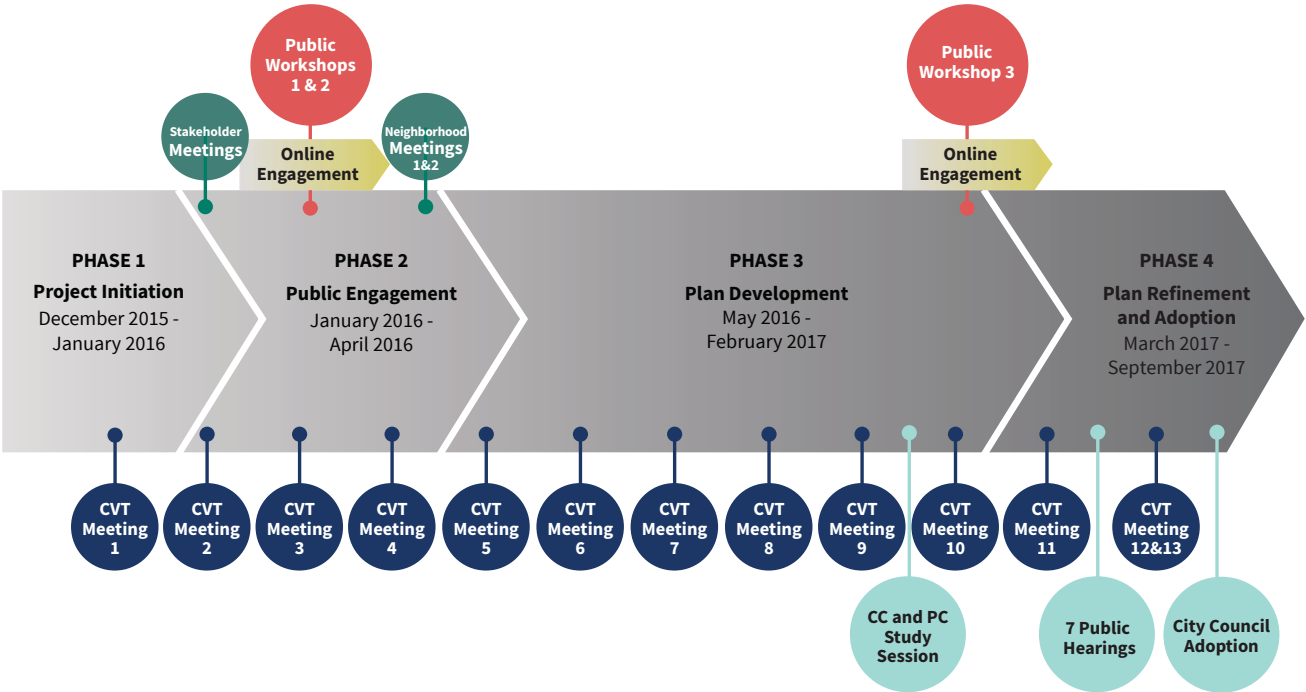 Public
Workshops
1 & 2
Public
Workshop 3
Stakeholder
Meetings
Neighborhood
Meetings
1&2
Online
Engagement
Online
Engagement
PHASE 1
Project Initiation
December 2015 -
January 2016
PHASE 2
Public Engagement
January 2016 -
April 2016
PHASE 3
Plan Development
May 2016 -
February 2017
PHASE 4
Plan Refinement
and Adoption
March 2017 -
September 2017
CVT
Meeting
1
CVT
Meeting
2
CVT
Meeting
3
CVT
Meeting
4
CVT
Meeting
5
CVT
Meeting
6
CVT
Meeting
7
CVT
Meeting
8
CVT
Meeting
9
CVT
Meeting
10
CVT
Meeting
11
CVT
Meeting
12&13
CC and PC
Study
Session
7 Public
Hearings
City Council
Adoption